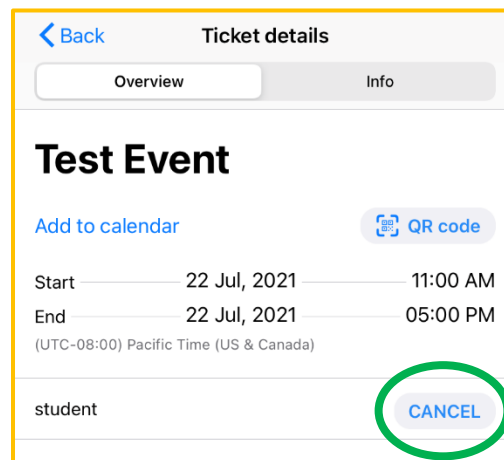 Back Ticket details
Overview Info
Test Event
Add to calendar QR code
Start 22 Jul, 2021 11:00 AM
End 22 Jul, 2021 05:00 PM
(UTC-08:00) Pacific Time (US & Canada)
student CANCEL